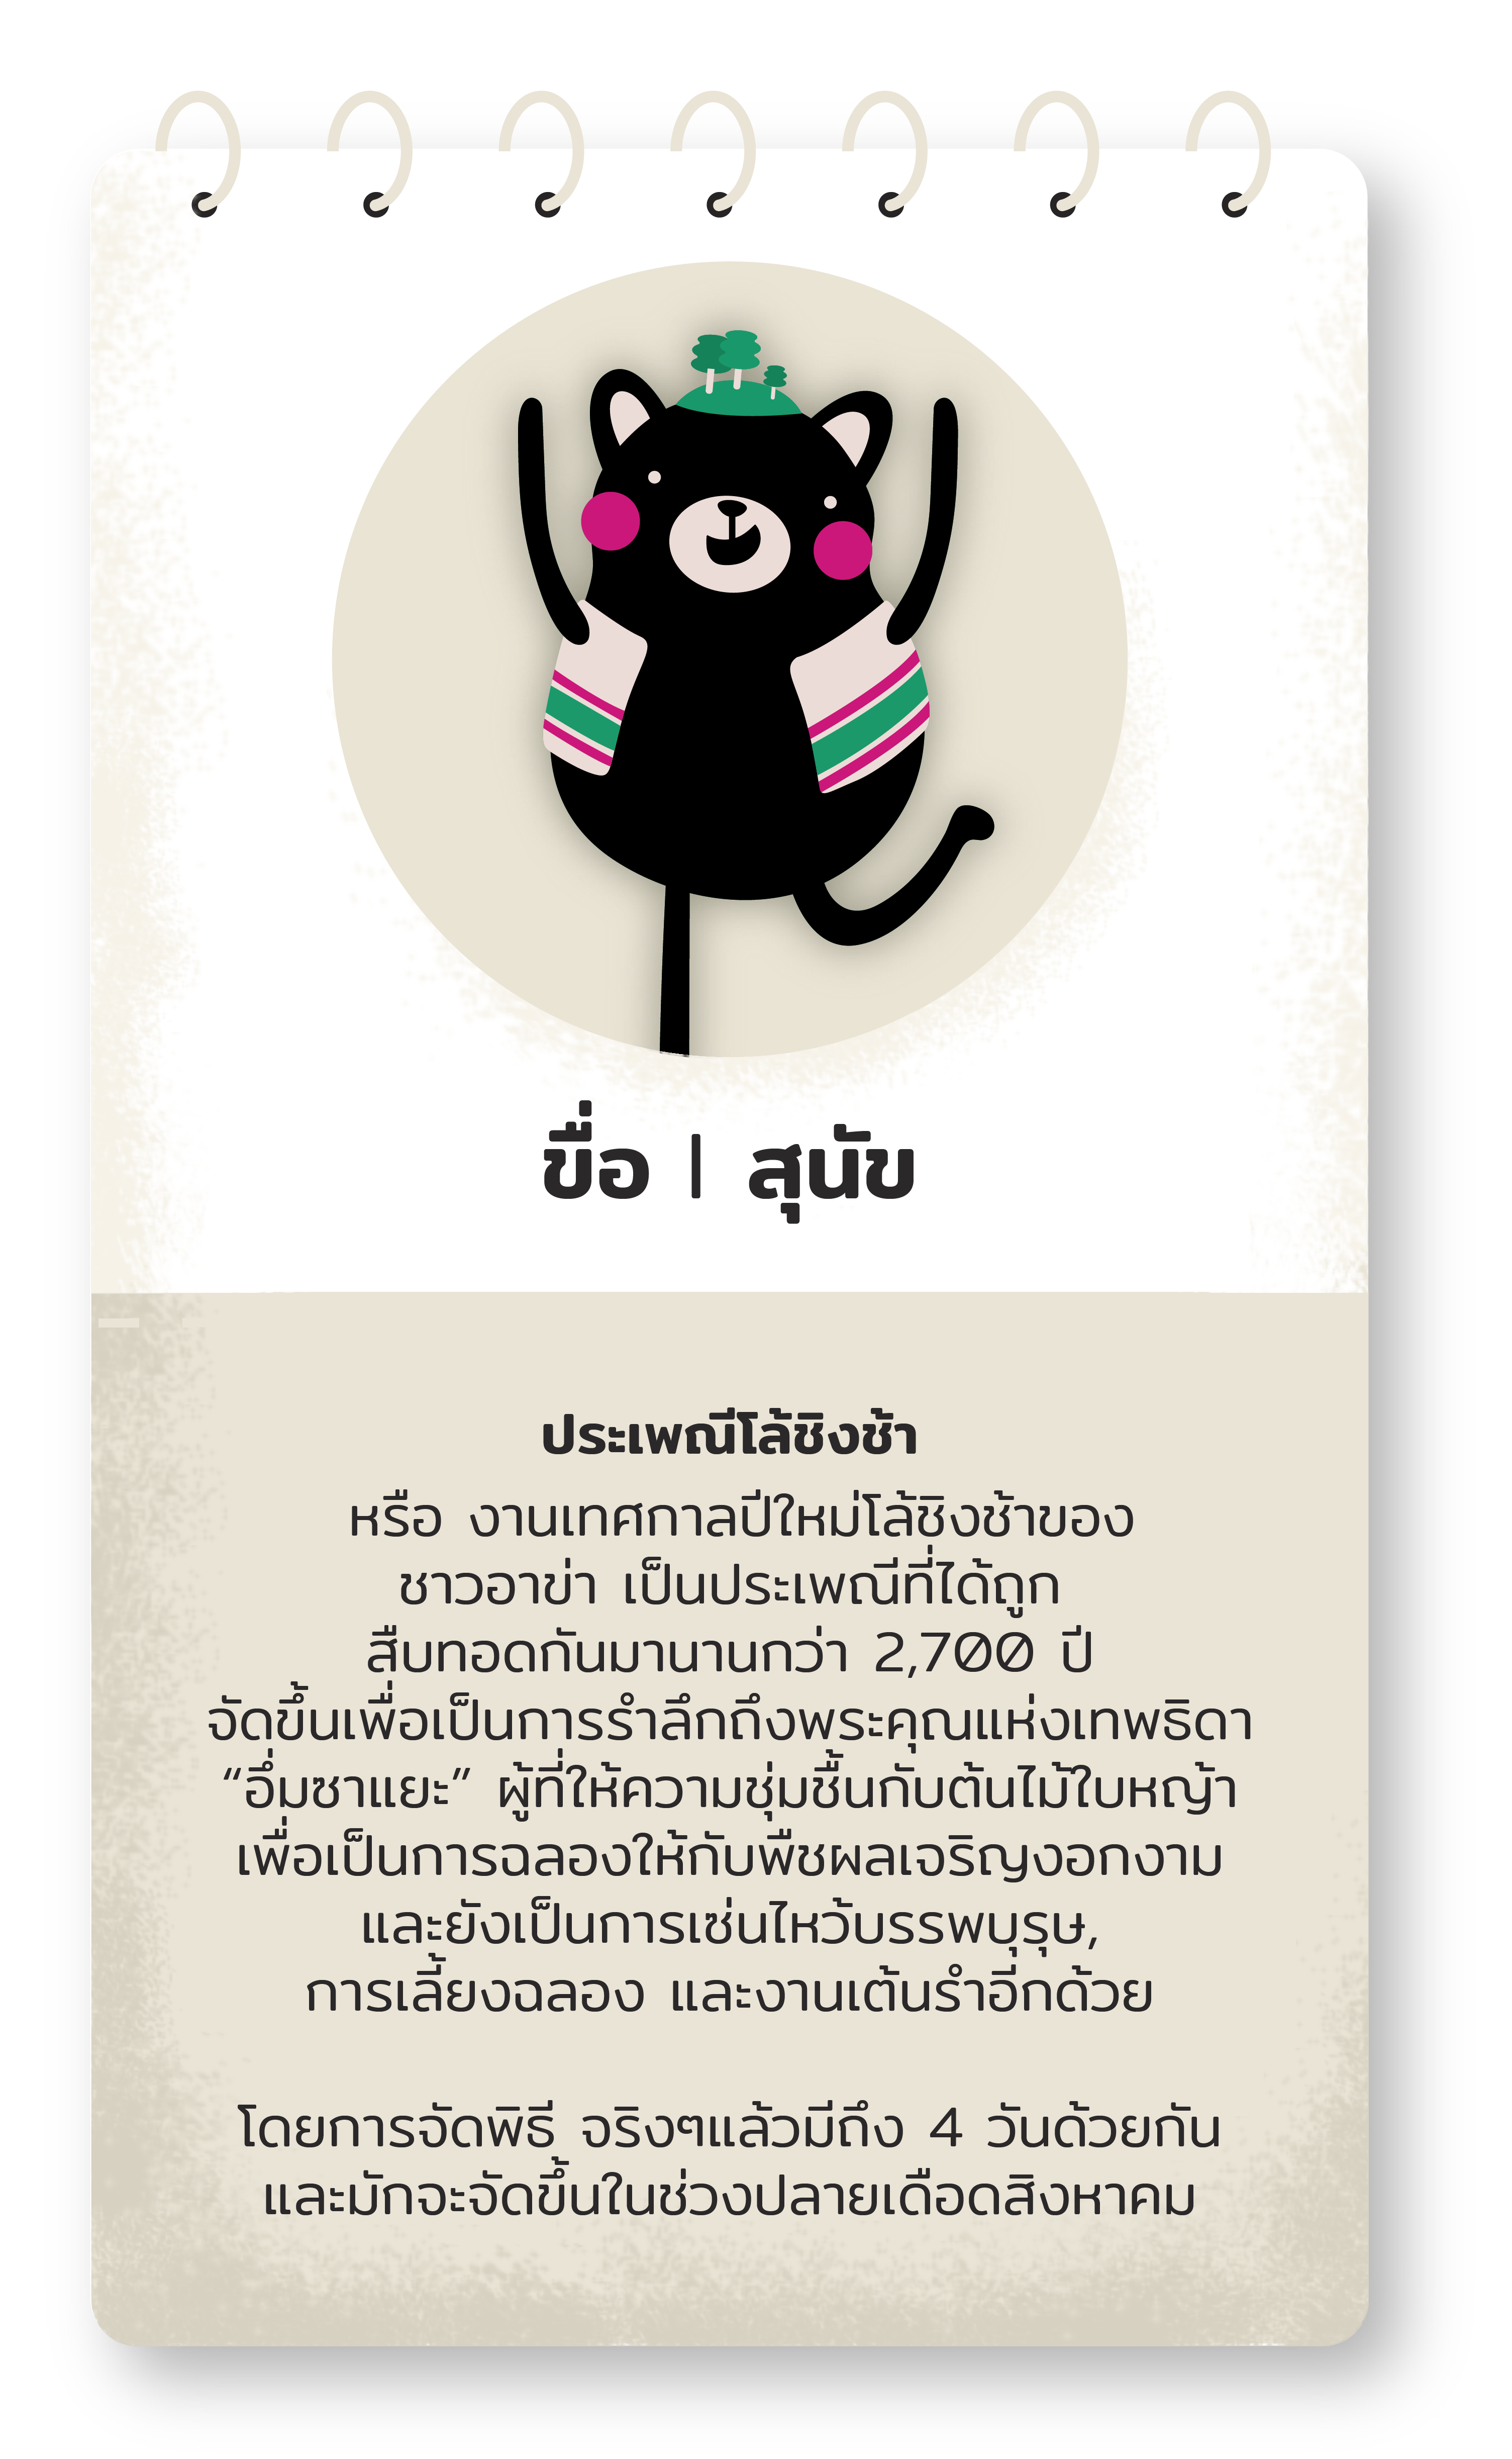 ขื่อ | สุนัข
ประเพณีโล้ชิงช้า
หรือ งานเทศกาลปีใหม่โล้ชิงช้าของ
ชาวอาข่า เป็นประเพณีที่ได้ถูก
สืบทอดกันมานานกว่า 2,700 ปี
จัดขึ้นเพื่อเป็นการรำลึกถึงพระคุณแห่งเทพธิดา
“อึ่มซาแยะ” ผู้ที่ให้ความชุ่มชื้นกับต้นไม้ใบหญ้า
เพื่อเป็นการฉลองให้กับพืชผลเจริญงอกงาม
และยังเป็นการเซ่นไหว้บรรพบุรุษ,
การเลี้ยงฉลอง และงานเต้นรำอีกด้วย
โดยการจัดพิธี จริงๆแล้วมีถึง 4 วันด้วยกัน
และมักจะจัดขึ้นในช่วงปลายเดือดสิงหาคม